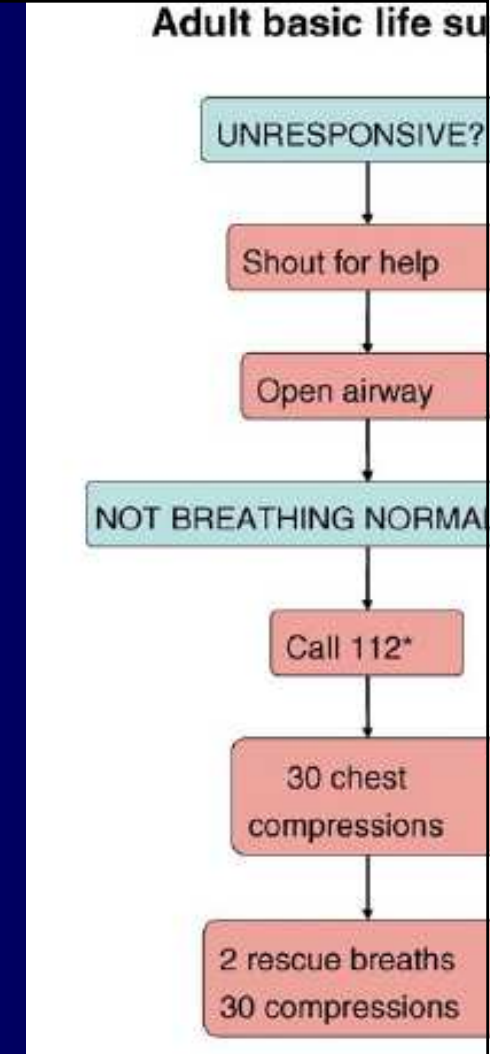 Adult basic life su
UNRESPONSIVE?
Shout for help
Open airway
NOT BREATHING NORMAL
Call 112*
30 chest
compressions
2 rescue breaths
30 compressions